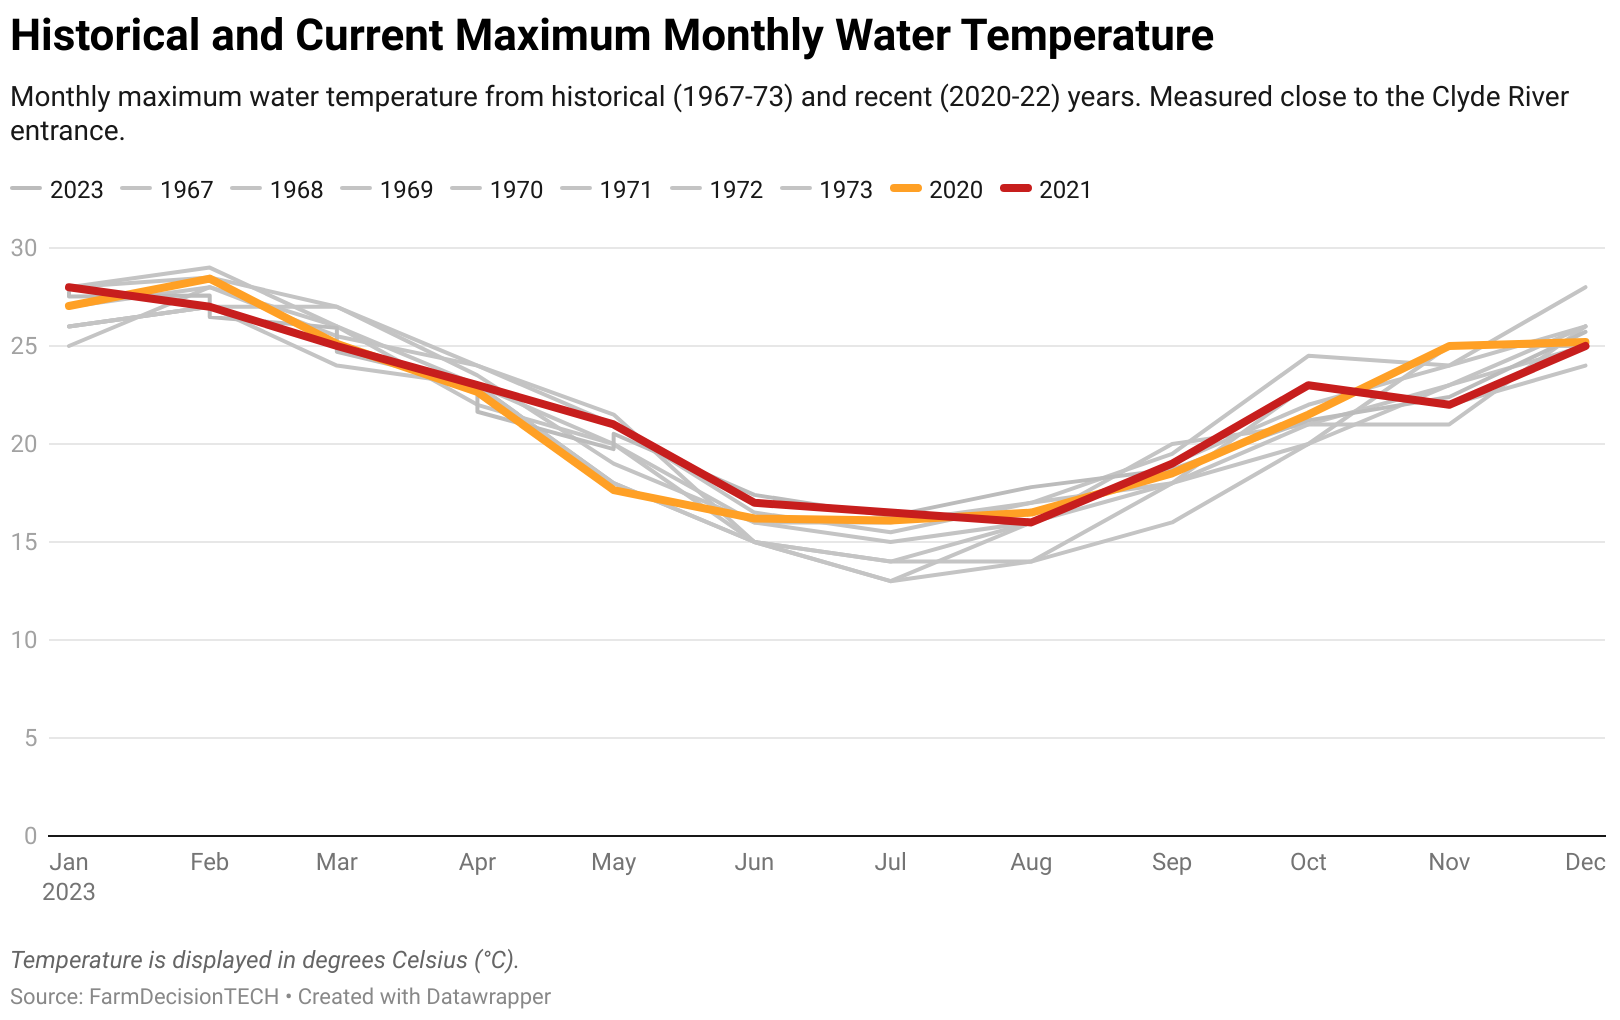 Historical and Current Maximum Monthly Water Temperature
Monthly maximum water temperature from historical (1967-73) and recent (2020-22) years. Measured close to the Clyde River
entrance.
2023 1967 1968 1969 1970 1971 1972 1973 2020 2021
30
25
20
15
10
5
0
Jan Feb Mar Apr May Jun Jul Aug Sep Oct Nov Dec
2023
Temperature is displayed in degrees Celsius (°C).
Source: FarmDecisionTECH • Created with Datawrapper